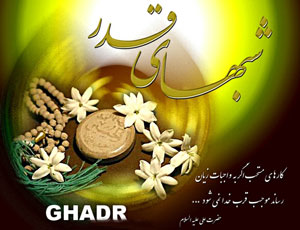 شبهای قدر
کارهای مستحب اگر به واجبات زیان
رساند موجب قرب خدا نمی شود ...
حضرت علی علیه السلام
GHADR